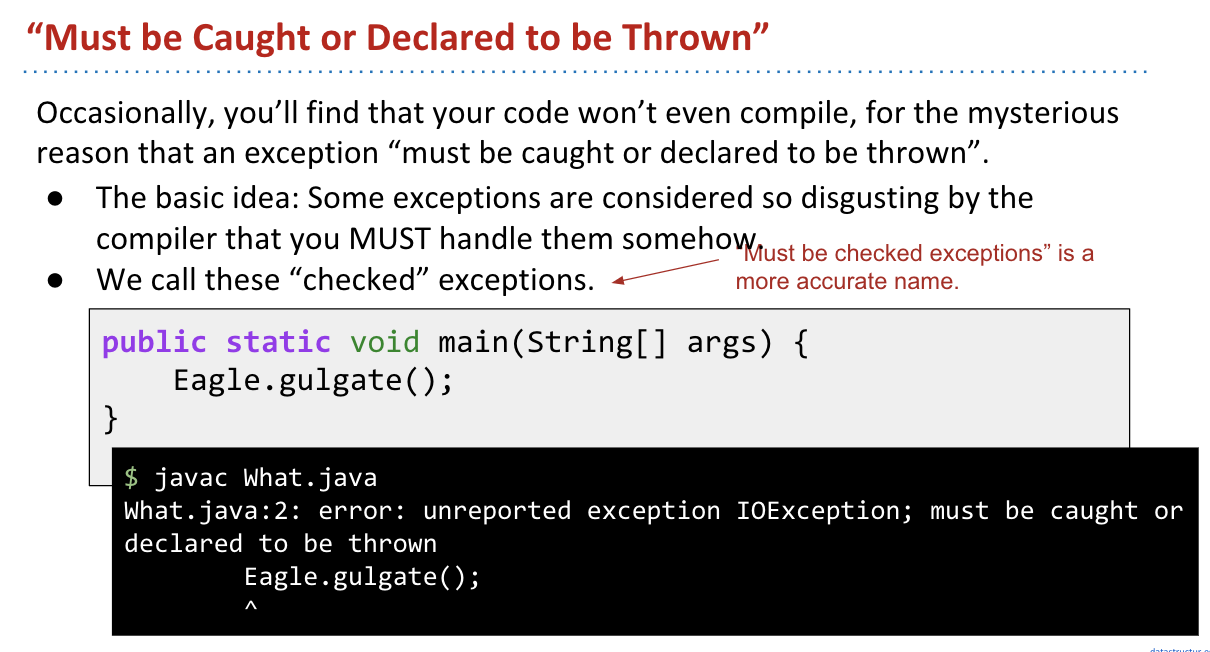 “Must be Caught or Declared to be Thrown”
Occasionally, you’ll find that your code won’t even compile, for the mysterious
reason that an exception “must be caught or declared to be thrown”.
● The basic idea: Some exceptions are considered so disgusting by the
compiler that you MUST handle them somehow.
● We call these “checked” exceptions.
“Must be checked exceptions” is a
more accurate name.
public static void main(String[] args) {
    Eagle.gulgate();
}
$ javac What.java
What.java:2: error: unreported exception IOException; must be caught or
declared to be thrown
        Eagle.gulgate();
        ^